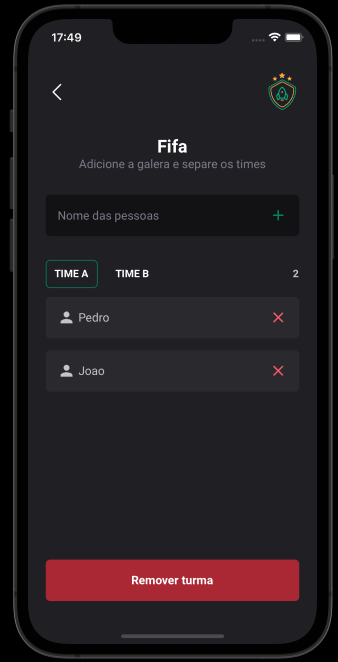 17:49
Fifa
Adicione a galera e separe os times
Nome das pessoas
TIME A TIME B 2
Pedro
Joao
Remover turma